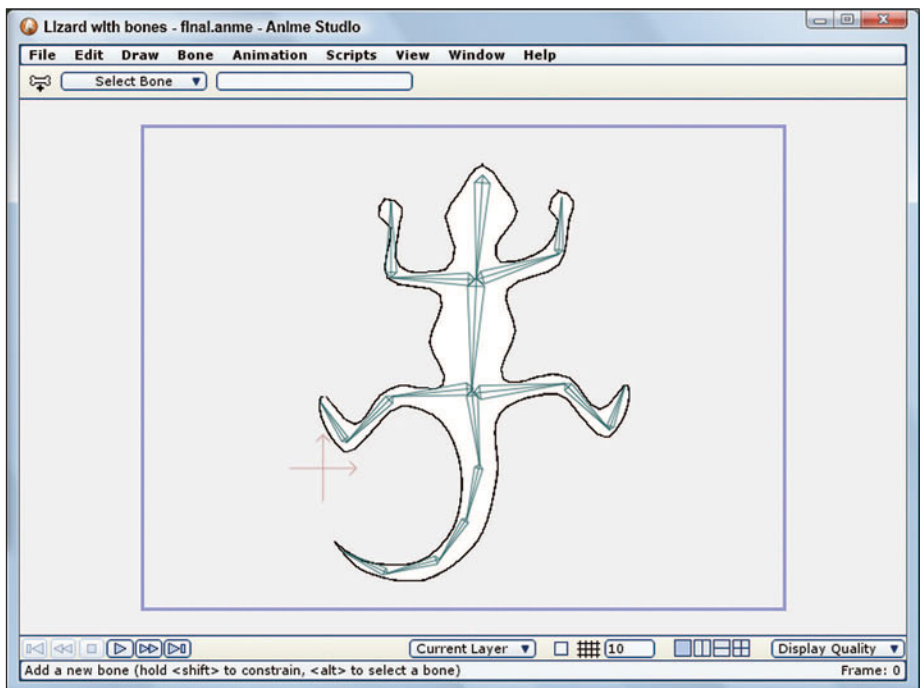 Lizard with bones - final.anme - Anime Studio
File Edit Draw Bone Animation Scripts View Window Help
Select Bone
Current Layer 10 Display Quality
Add a new bone (hold <shift> to constrain, <alt> to select a bone) Frame: 0